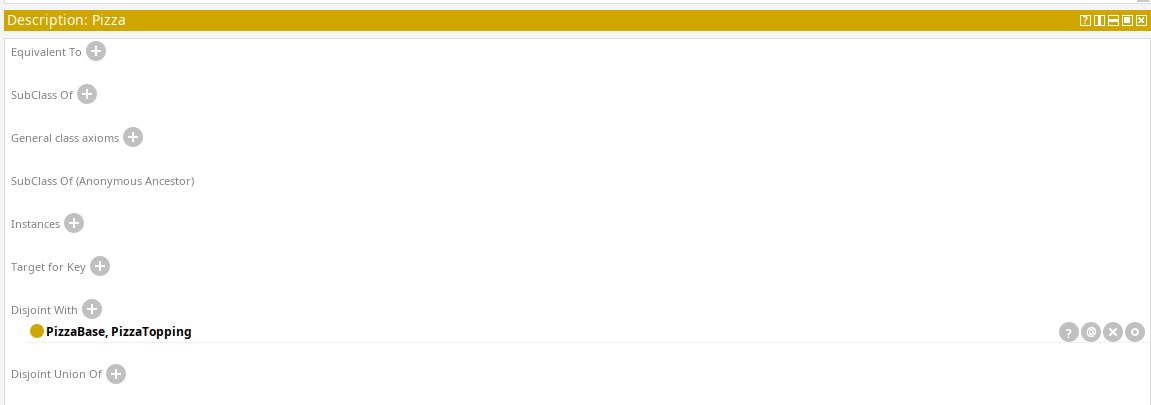 Description: Pizza
Equivalent To
SubClass Of
General class axioms
SubClass Of (Anonymous Ancestor)
Instances
Target for Key
Disjoint With
PizzaBase, PizzaTopping
Disjoint Union Of